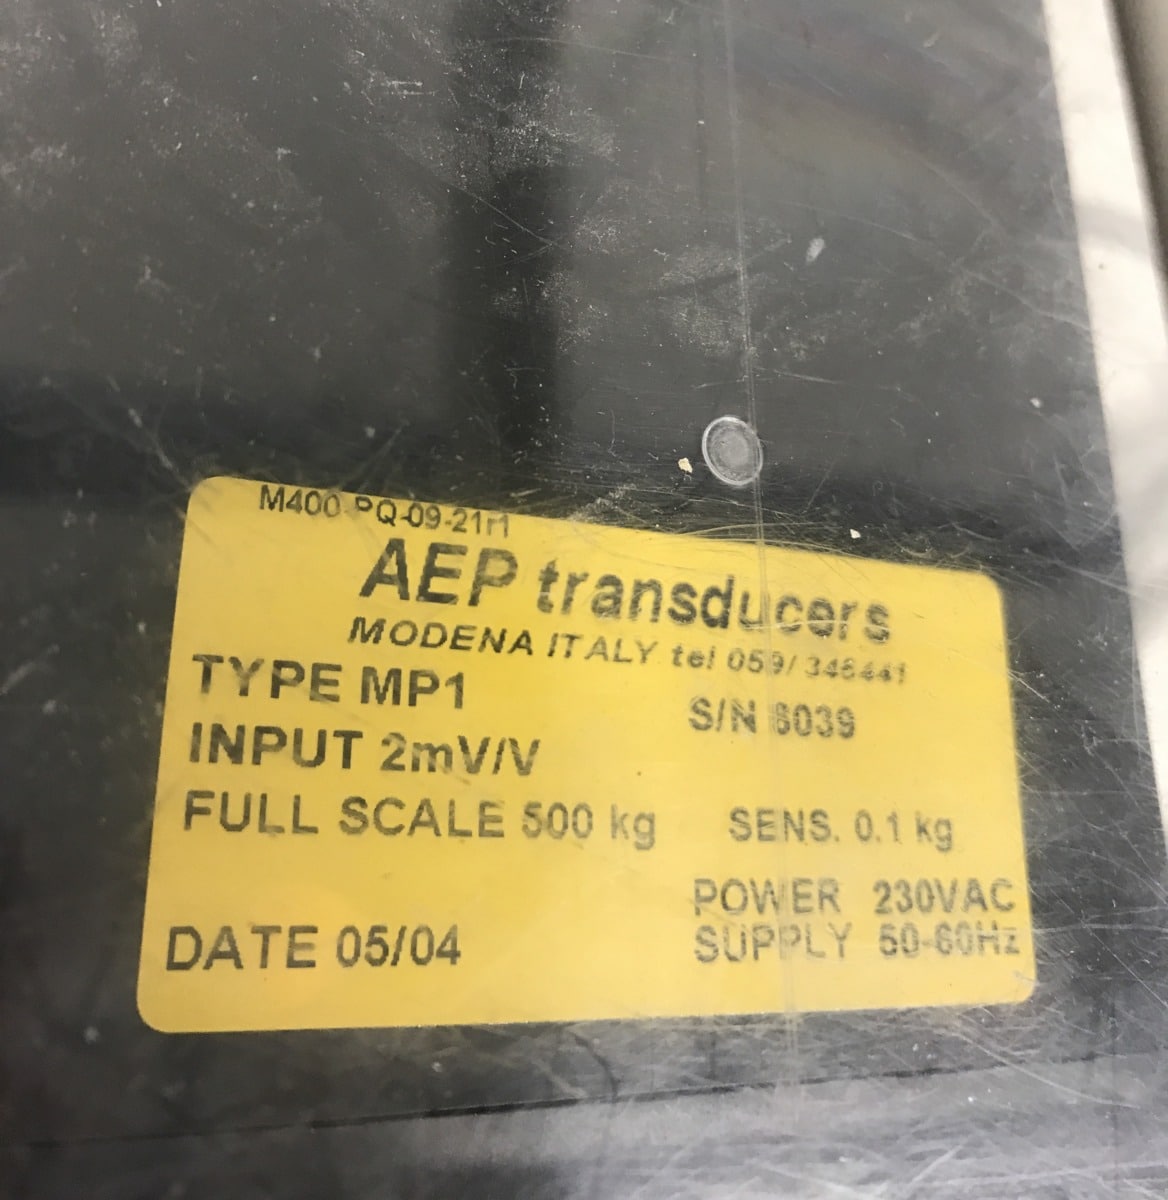 M400 PQ-09-21r1
AEP transducers
MODENA ITALY tel 059/346441
TYPE MP1
S/N 6039
INPUT 2mV/V
FULL SCALE 500 kg SENS. 0.1 kg
POWER 230VAC
DATE 05/04 SUPPLY 50-60Hz